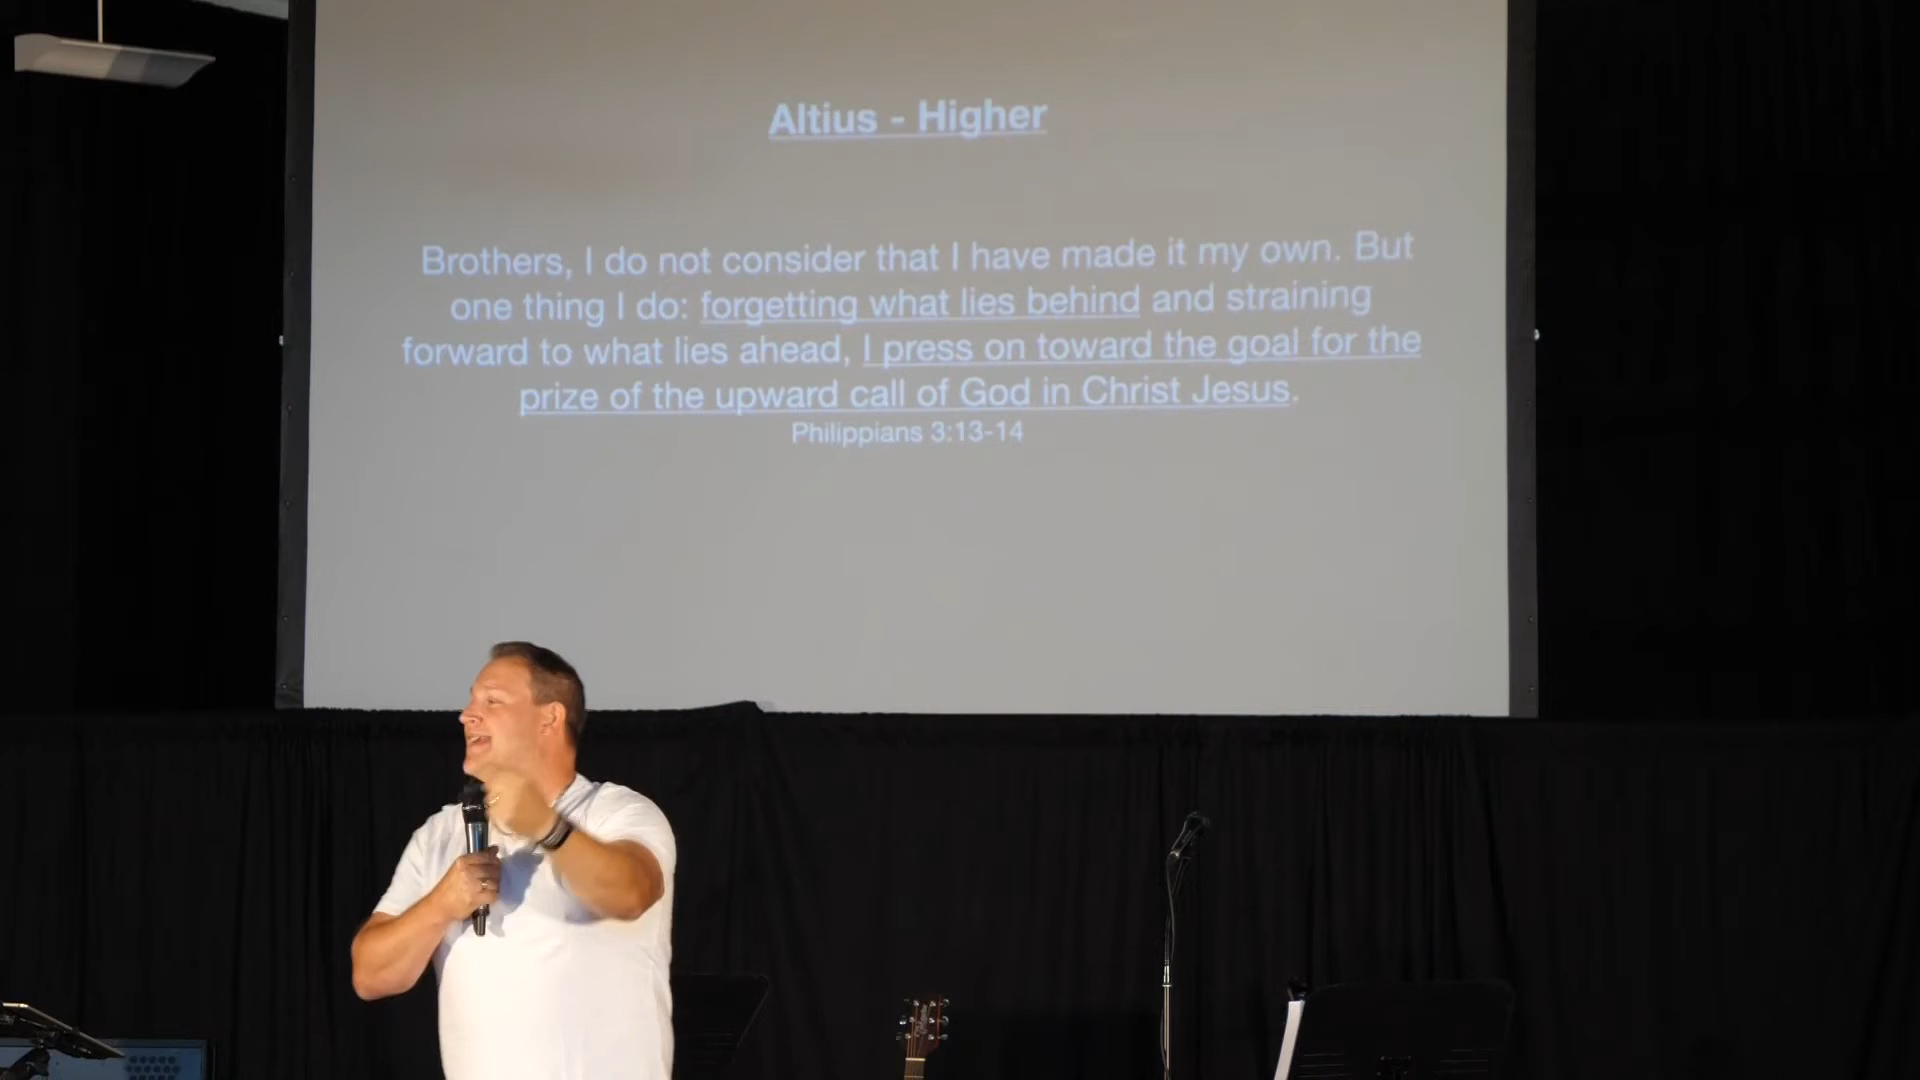 Altius - Higher
Brothers, I do not consider that I have made it my own. But
one thing I do: forgetting what lies behind and straining
forward to what lies ahead, I press on toward the goal for the
prize of the upward call of God in Christ Jesus.
Philippians 3:13-14